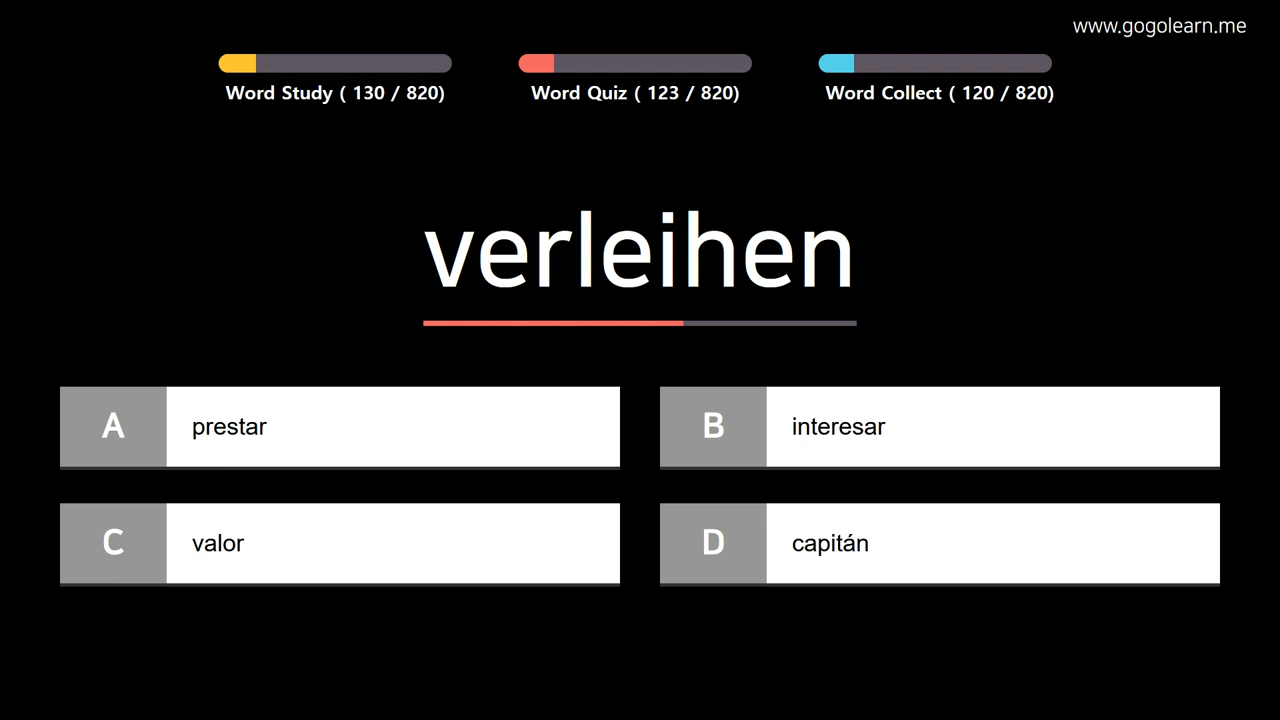 www.gogolearn.me
Word Study ( 130 / 820)
Word Quiz ( 123 / 820)
Word Collect ( 120 / 820)
verleihen
A prestar
B interesar
C valor
D capitán